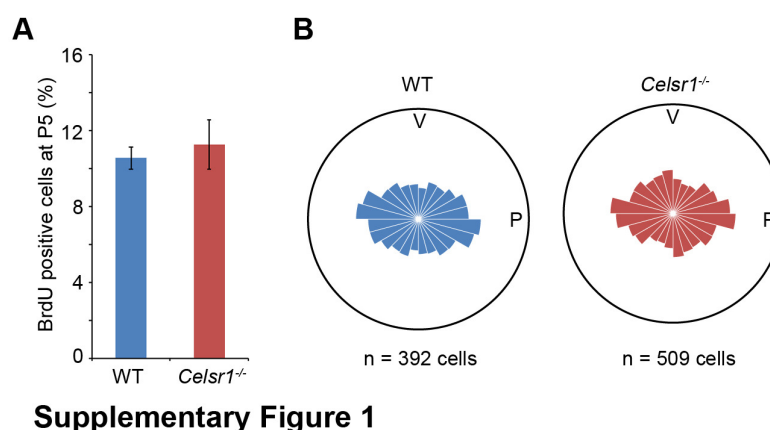 A
BrdU positive cells at P5 (%)
16
12
8
4
0
WT
Celsr1-/-
B
WT
V
P
n = 392 cells
Celsr1-/-
V
n = 509 cells
Supplementary Figure 1